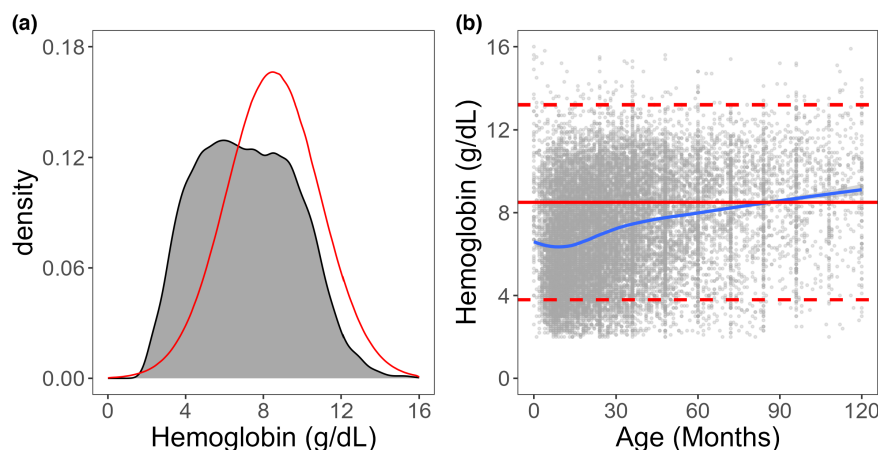 (a)
0.18
0.12
0.06
0.00
density
0 4 8 12 16
Hemoglobin (g/dL)
(b)
16
12
8
4
0
Hemoglobin (g/dL)
0 30 60 90 120
Age (Months)